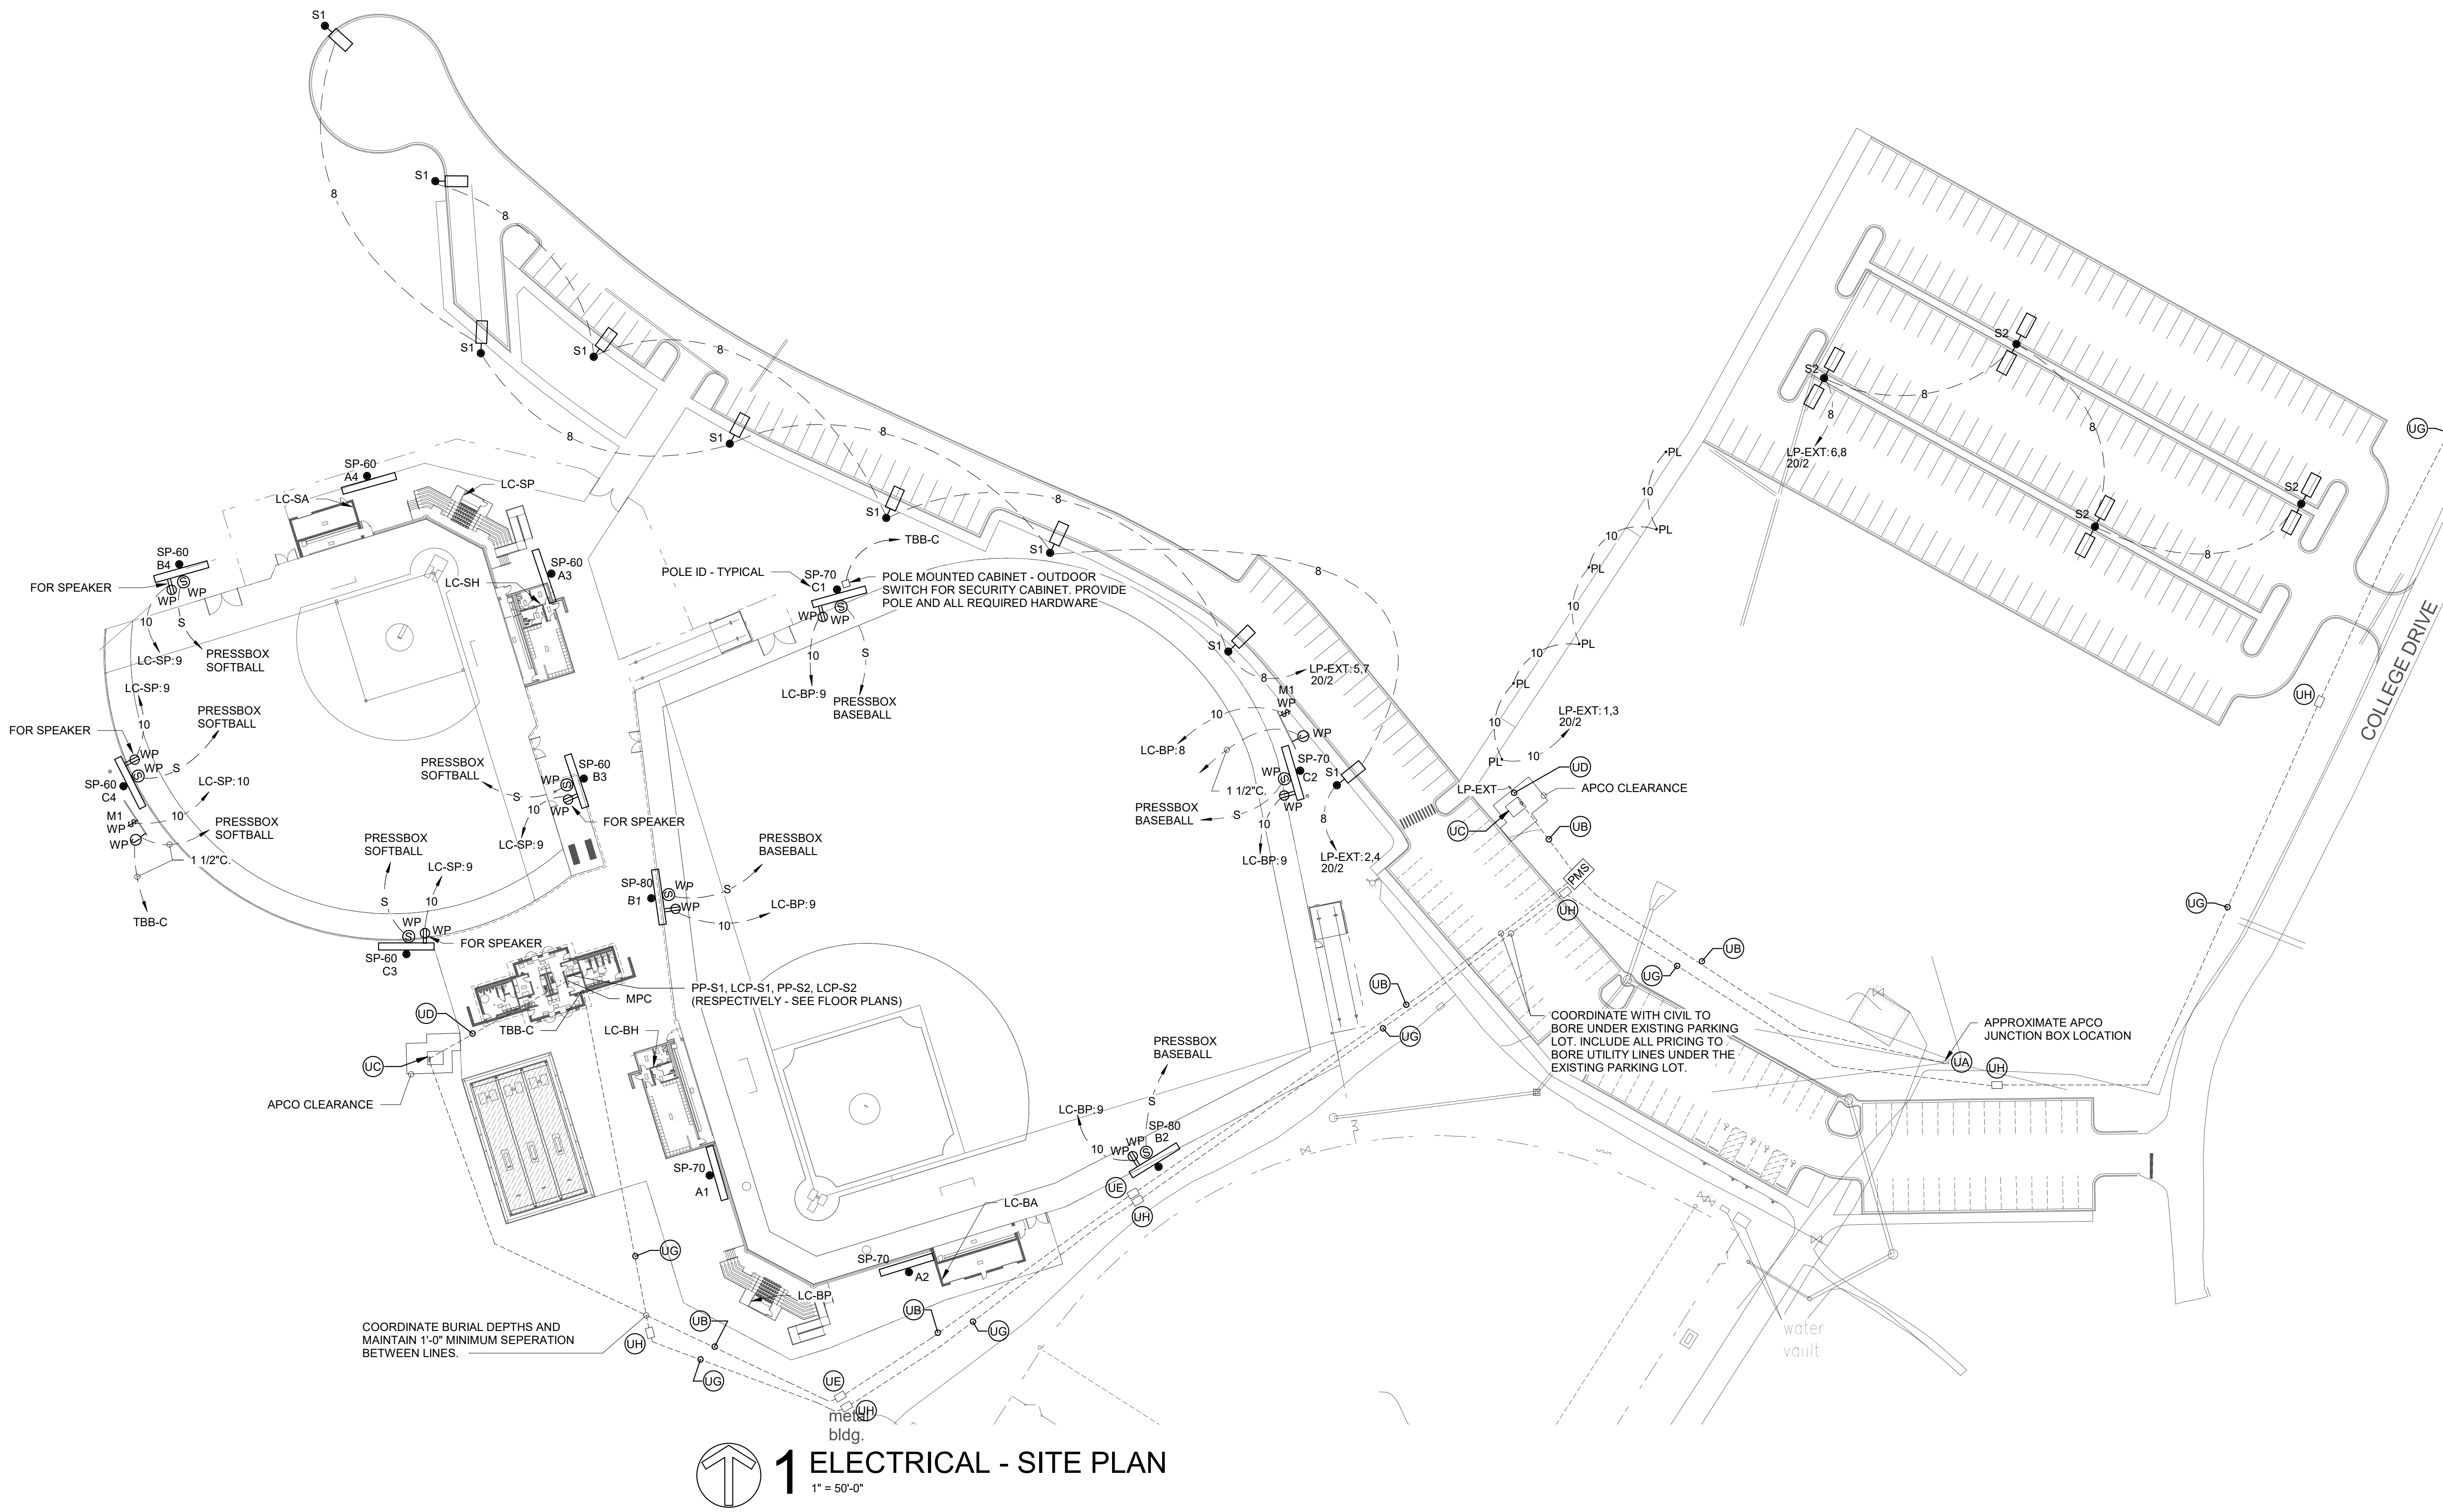 S1
S1
8
8
S1
S1
8
8
S1
8
S1
8
S1
8
S1
S2
S2
8
8
8
LP-EXT:6,8
20/2
S2
S2
8
UG
SP-60
A4
LC-SP
LC-SA
SP-60
B4
FOR SPEAKER
S
WP
WP
10
S
LC-SP:9
PRESSBOX
SOFTBALL
SP-60
A3
LC-SH
POLE ID - TYPICAL
SP-70
C1
TBB-C
POLE MOUNTED CABINET - OUTDOOR
SWITCH FOR SECURITY CABINET. PROVIDE
POLE AND ALL REQUIRED HARDWARE
S
WP
WP
10
S
LC-BP:9
PRESSBOX
BASEBALL
8
LP-EXT:5,7
20/2
M1
WP
10
LC-BP:8
WP
SP-70
C2
WP
S
WP
1 1/2"C.
PRESSBOX
BASEBALL
S
10
LC-BP:9
S1
8
LP-EXT:2,4
20/2
PL
10
PL
10
PL
10
PL
10
PL
10
PL
10
LP-EXT:1,3
20/2
LP-EXT
UD
APCO CLEARANCE
UC
UB
PMS
UH
COLLEGE DRIVE
UH
UG
LC-SP:9
10
FOR SPEAKER
WP
WP
S
S
PRESSBOX
SOFTBALL
SP-60
C4
LC-SP:10
M1
WP
10
WP
PRESSBOX
SOFTBALL
1 1/2"C.
TBB-C
PRESSBOX
SOFTBALL
WP
S
SP-60
B3
S
10
WP
FOR SPEAKER
LC-SP:9
PRESSBOX
SOFTBALL
LC-SP:9
S
10
WP
S
WP
FOR SPEAKER
SP-60
C3
SP-80
B1
WP
S
WP
S
PRESSBOX
BASEBALL
10
LC-BP:9
PP-S1, LCP-S1, PP-S2, LCP-S2
(RESPECTIVELY - SEE FLOOR PLANS)
MPC
TBB-C
LC-BH
UD
UC
APCO CLEARANCE
UB
UG
UG
UB
COORDINATE WITH CIVIL TO
BORE UNDER EXISTING PARKING
LOT. INCLUDE ALL PRICING TO
BORE UTILITY LINES UNDER THE
EXISTING PARKING LOT.
APPROXIMATE APCO
JUNCTION BOX LOCATION
UA
UH
PRESSBOX
BASEBALL
S
LC-BP:9
10
WP
WP
S
SP-80
B2
UE
UH
SP-70
A1
LC-BA
SP-70
A2
LC-BP
UG
UB
UB
UG
COORDINATE BURIAL DEPTHS AND
MAINTAIN 1'-0" MINIMUM SEPERATION
BETWEEN LINES.
UH
UG
UE
UH
metal
bldg.
water
vault
1 ELECTRICAL - SITE PLAN
1" = 50'-0"